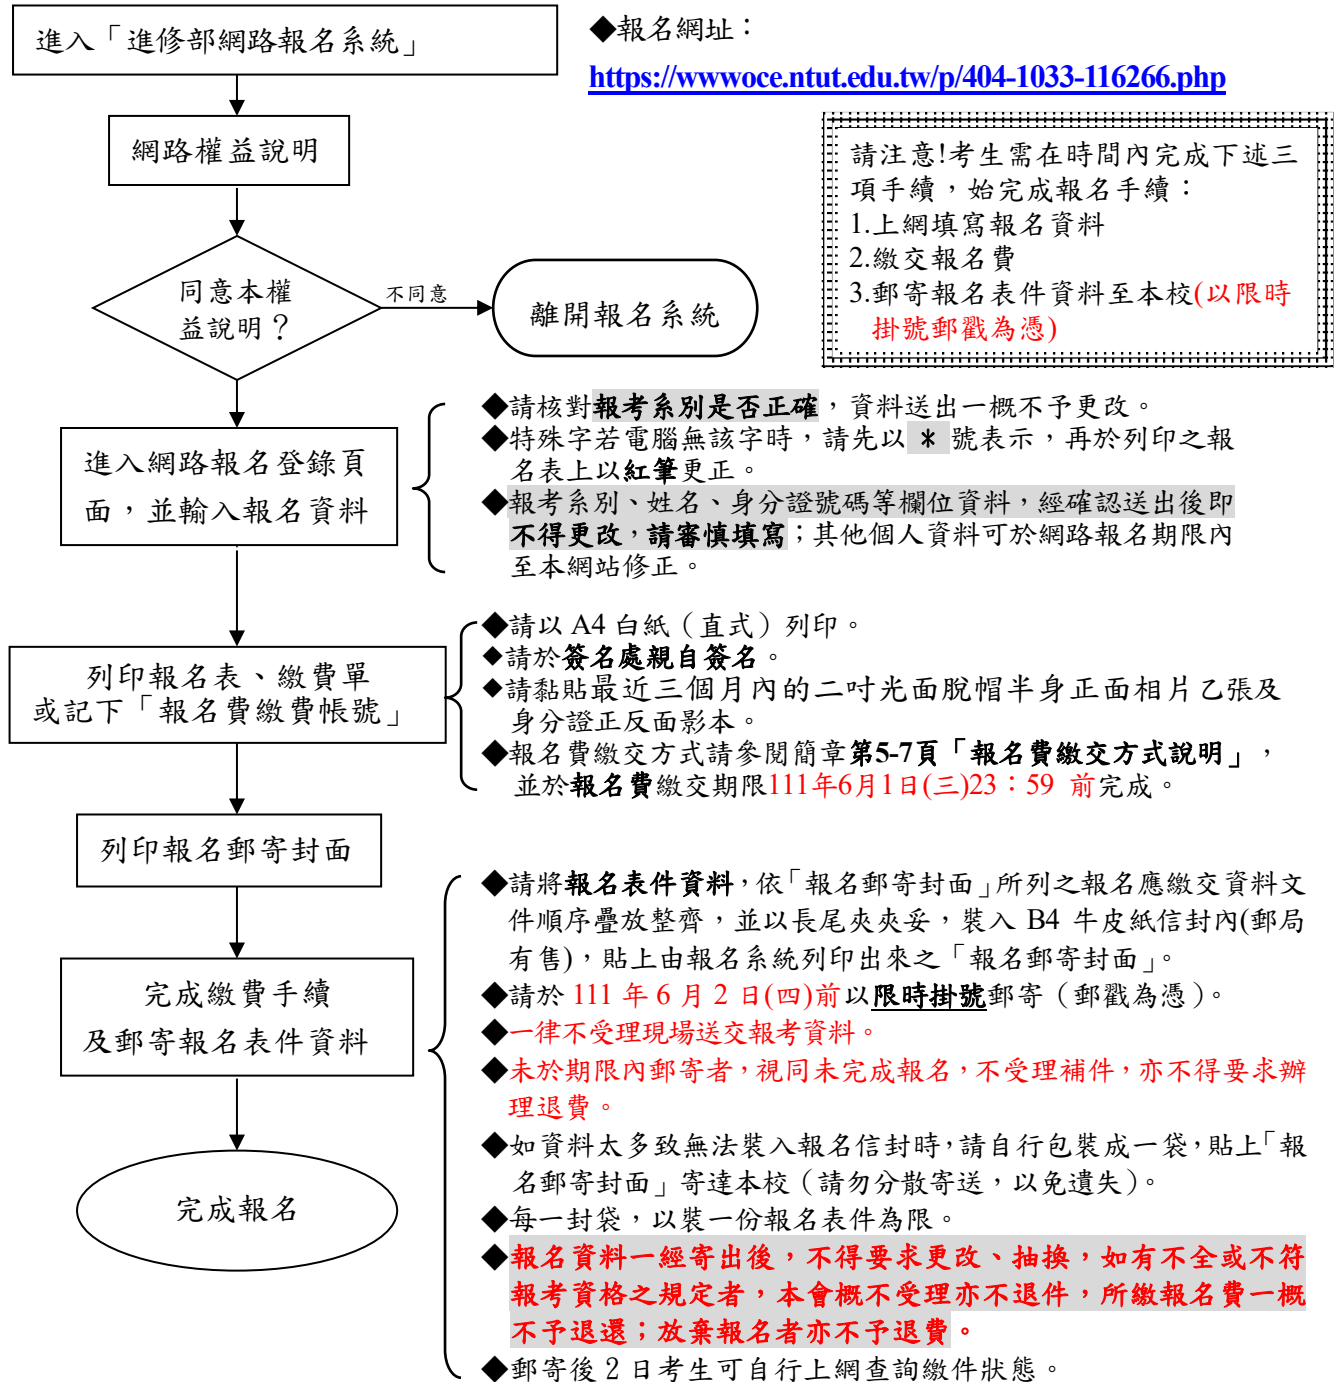 進入「進修部網路報名系統」
◆報名網址：
https://wwwoce.ntut.edu.tw/p/404-1033-116266.php
網路權益說明
請注意!考生需在時間內完成下述三
項手續，始完成報名手續：
1.上網填寫報名資料
2.繳交報名費
3.郵寄報名表件資料至本校(以限時
掛號郵戳為憑)
同意本權
益說明？
不同意
離開報名系統
進入網路報名登錄頁
面，並輸入報名資料
◆請核對報考系別是否正確，資料送出一概不予更改。
◆特殊字若電腦無該字時，請先以 * 號表示，再於列印之報
名表上以紅筆更正。
◆報考系別、姓名、身分證號碼等欄位資料，經確認送出後即
不得更改，請審慎填寫；其他個人資料可於網路報名期限內
至本網站修正。
列印報名表、繳費單
或記下「報名費繳費帳號」
◆請以 A4 白紙（直式）列印。
◆請於簽名處親自簽名。
◆請黏貼最近三個月內的二吋光面脫帽半身正面相片乙張及
身分證正反面影本。
◆報名費繳交方式請參閱簡章第5-7頁「報名費繳交方式說明」，
並於報名費繳交期限111年6月1日(三)23：59 前完成。
列印報名郵寄封面
完成繳費手續
及郵寄報名表件資料
◆請將報名表件資料，依「報名郵寄封面」所列之報名應繳交資料文
件順序疊放整齊，並以長尾夾夾妥，裝入 B4 牛皮紙信封內(郵局
有售)，貼上由報名系統列印出來之「報名郵寄封面」。
◆請於 111 年 6 月 2 日(四)前以限時掛號郵寄（郵戳為憑）。
◆一律不受理現場送交報考資料。
◆未於期限內郵寄者，視同未完成報名，不受理補件，亦不得要求辦
理退費。
◆如資料太多致無法裝入報名信封時，請自行包裝成一袋，貼上「報
名郵寄封面」寄達本校（請勿分散寄送，以免遺失）。
◆每一封袋，以裝一份報名表件為限。
◆報名資料一經寄出後，不得要求更改、抽換，如有不全或不符
報考資格之規定者，本會概不受理亦不退件，所繳報名費一概
不予退還；放棄報名者亦不予退費。
◆郵寄後 2 日考生可自行上網查詢繳件狀態。
完成報名